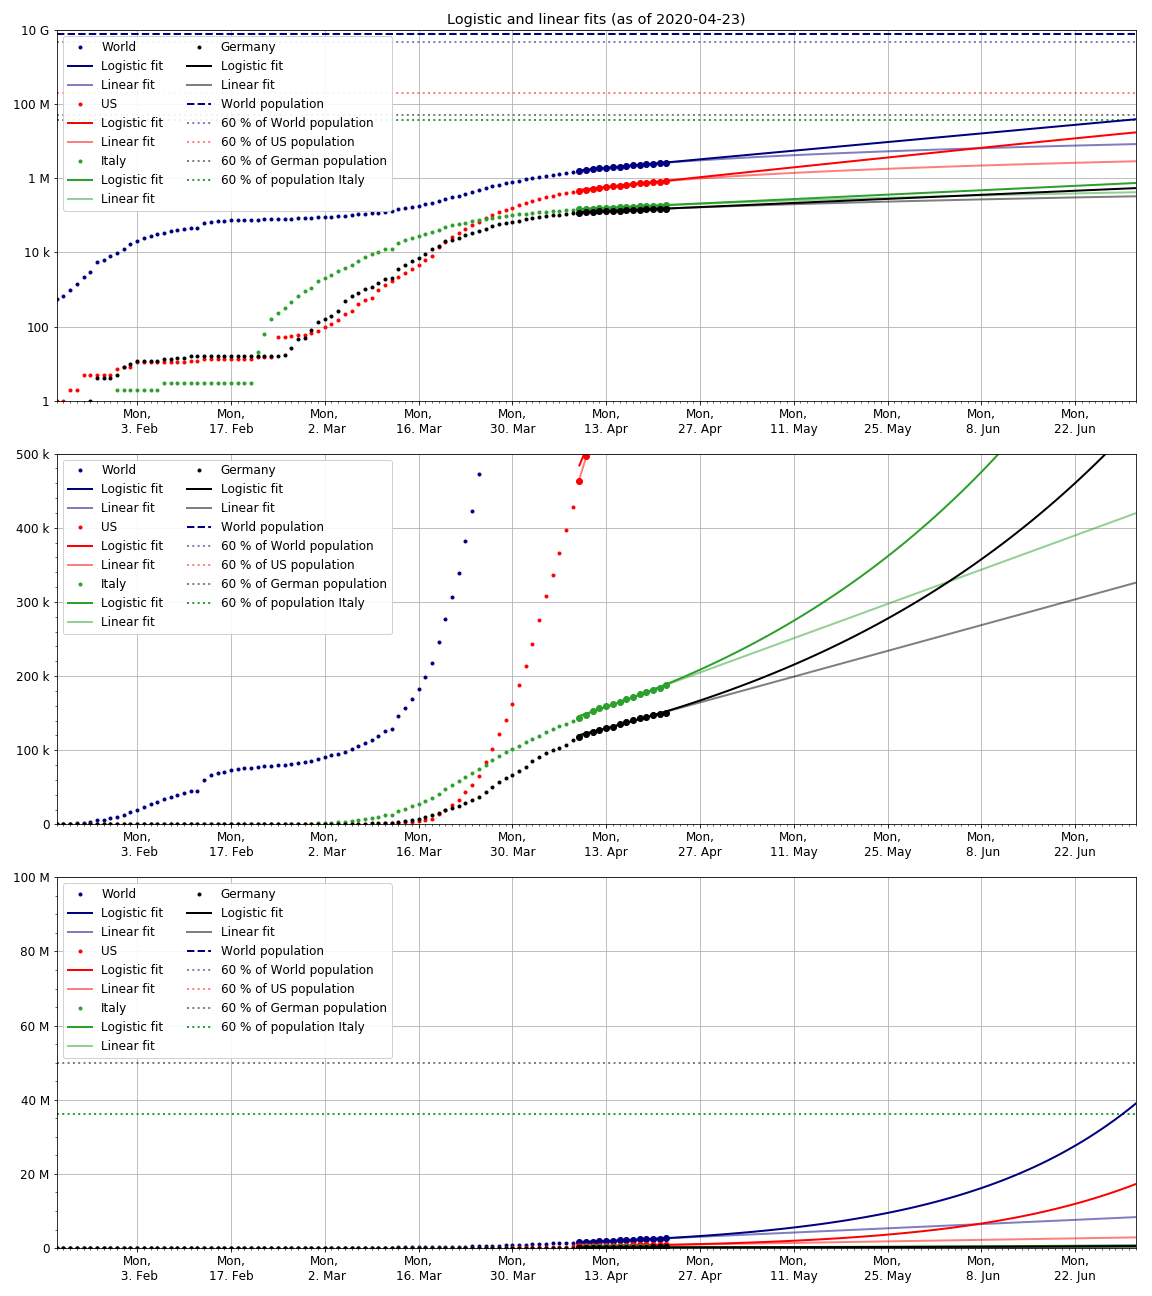 Logistic and linear fits (as of 2020-04-23)
10 G
100 M
1 M
10 k
100
1
World
Logistic fit
Linear fit
US
Logistic fit
Linear fit
Italy
Logistic fit
Linear fit
Germany
Logistic fit
Linear fit
World population
60 % of World population
60 % of US population
60 % of German population
60 % of population Italy
Mon,
3. Feb
Mon,
17. Feb
Mon,
2. Mar
Mon,
16. Mar
Mon,
30. Mar
Mon,
13. Apr
Mon,
27. Apr
Mon,
11. May
Mon,
25. May
Mon,
8. Jun
Mon,
22. Jun
500 k
400 k
300 k
200 k
100 k
0
World
Logistic fit
Linear fit
US
Logistic fit
Linear fit
Italy
Logistic fit
Linear fit
Germany
Logistic fit
Linear fit
World population
60 % of World population
60 % of US population
60 % of German population
60 % of population Italy
Mon,
3. Feb
Mon,
17. Feb
Mon,
2. Mar
Mon,
16. Mar
Mon,
30. Mar
Mon,
13. Apr
Mon,
27. Apr
Mon,
11. May
Mon,
25. May
Mon,
8. Jun
Mon,
22. Jun
100 M
80 M
60 M
40 M
20 M
0
World
Logistic fit
Linear fit
US
Logistic fit
Linear fit
Italy
Logistic fit
Linear fit
Germany
Logistic fit
Linear fit
World population
60 % of World population
60 % of US population
60 % of German population
60 % of population Italy
Mon,
3. Feb
Mon,
17. Feb
Mon,
2. Mar
Mon,
16. Mar
Mon,
30. Mar
Mon,
13. Apr
Mon,
27. Apr
Mon,
11. May
Mon,
25. May
Mon,
8. Jun
Mon,
22. Jun